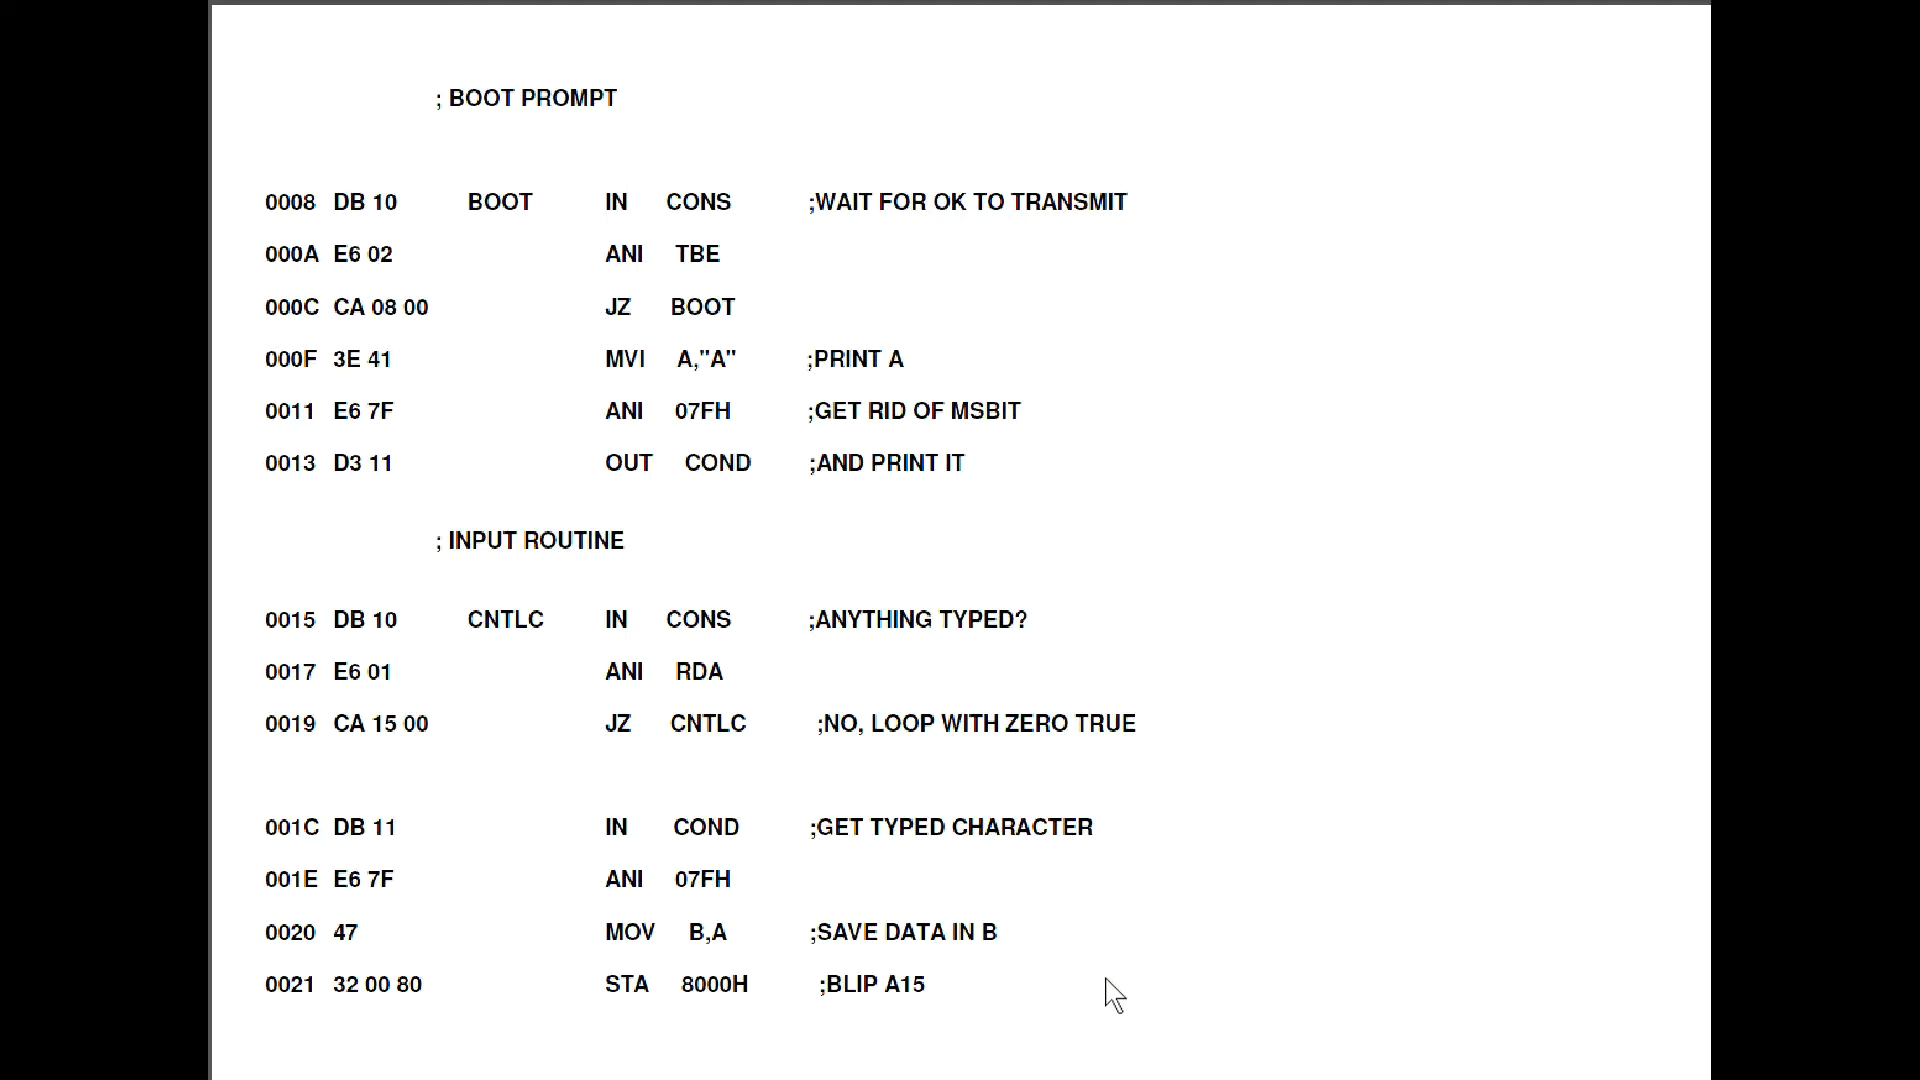 ; BOOT PROMPT
0008 DB 10 BOOT IN CONS ;WAIT FOR OK TO TRANSMIT
000A E6 02 ANI TBE
000C CA 08 00 JZ BOOT
000F 3E 41 MVI A,"A" ;PRINT A
0011 E6 7F ANI 07FH ;GET RID OF MSBIT
0013 D3 11 OUT COND ;AND PRINT IT
; INPUT ROUTINE
0015 DB 10 CNTLC IN CONS ;ANYTHING TYPED?
0017 E6 01 ANI RDA
0019 CA 15 00 JZ CNTLC ;NO, LOOP WITH ZERO TRUE
001C DB 11 IN COND ;GET TYPED CHARACTER
001E E6 7F ANI 07FH
0020 47 MOV B,A ;SAVE DATA IN B
0021 32 00 80 STA 8000H ;BLIP A15